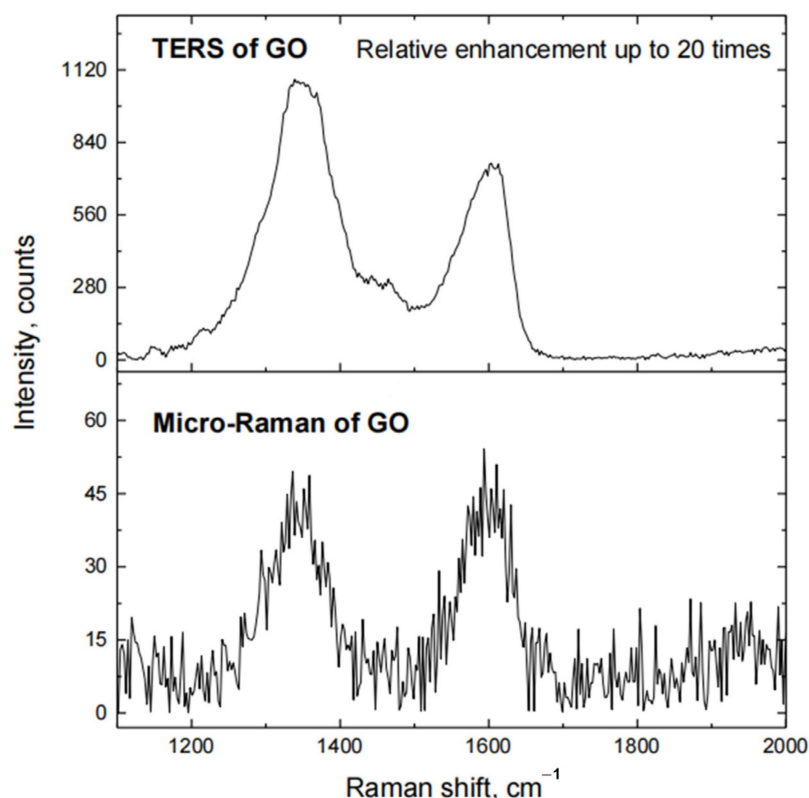 TERS of GO Relative enhancement up to 20 times
1120
840
560
280
0
Intensity, counts
Micro-Raman of GO
60
45
30
15
0
1200 1400 1600 1800 2000
Raman shift, cm⁻¹